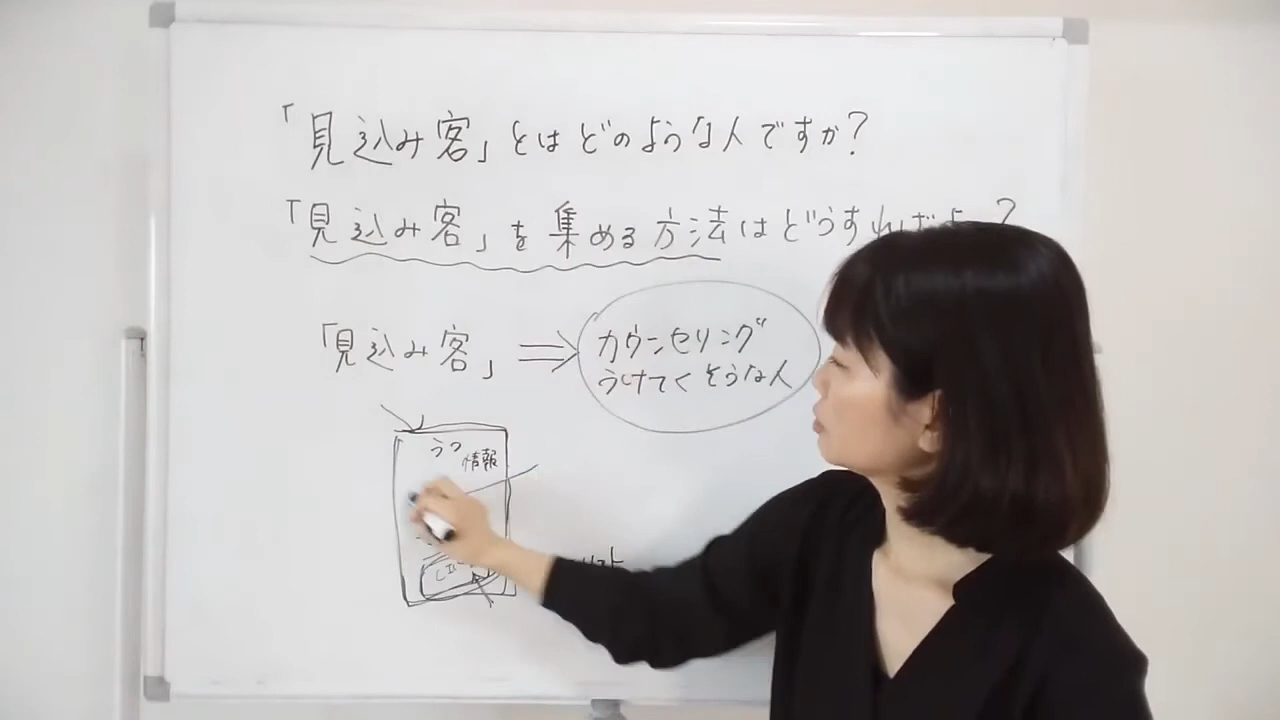 「見込み客」とはどのような人ですか?
「見込み客」を集める方法はどうすればよ ?
「見込み客」⇒カウンセリング
うけてくそうな人
うつ
情報